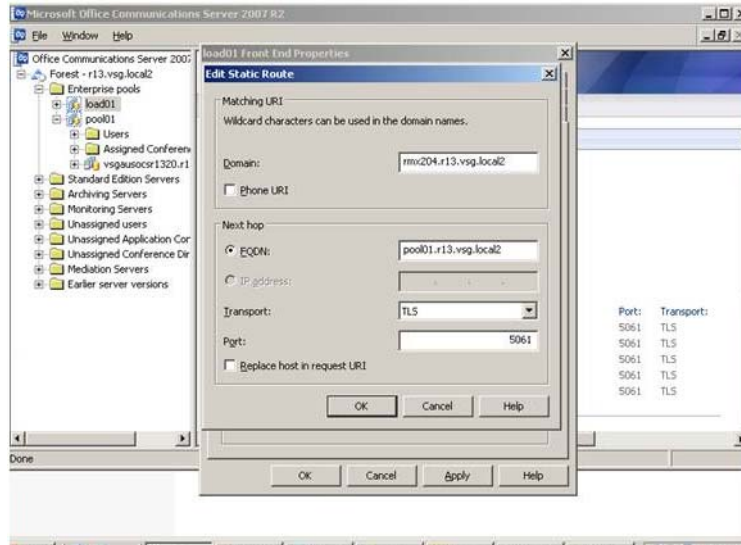 Microsoft Office Communications Server 2007 R2
File Window Help
Office Communications Server 2007
Forest - r13.vsg.local2
Enterprise pools
load01
pool01
Users
Assigned Conferen
vsgausocsr1320.r1
Standard Edition Servers
Archiving Servers
Monitoring Servers
Unassigned users
Unassigned Application Cor
Unassigned Conference Dir
Mediation Servers
Earlier server versions
Done
load01 Front End Properties
Edit Static Route
Matching URI
Wildcard characters can be used in the domain names.
Domain: rmx204.r13.vsg.local2
Phone URI
Next hop
FQDN: pool01.r13.vsg.local2
IP address:
Transport: TLS
Port: 5061
Replace host in request URI
OK Cancel Help
OK Cancel Apply Help
Port: Transport:
5061 TLS
5061 TLS
5061 TLS
5061 TLS
5061 TLS